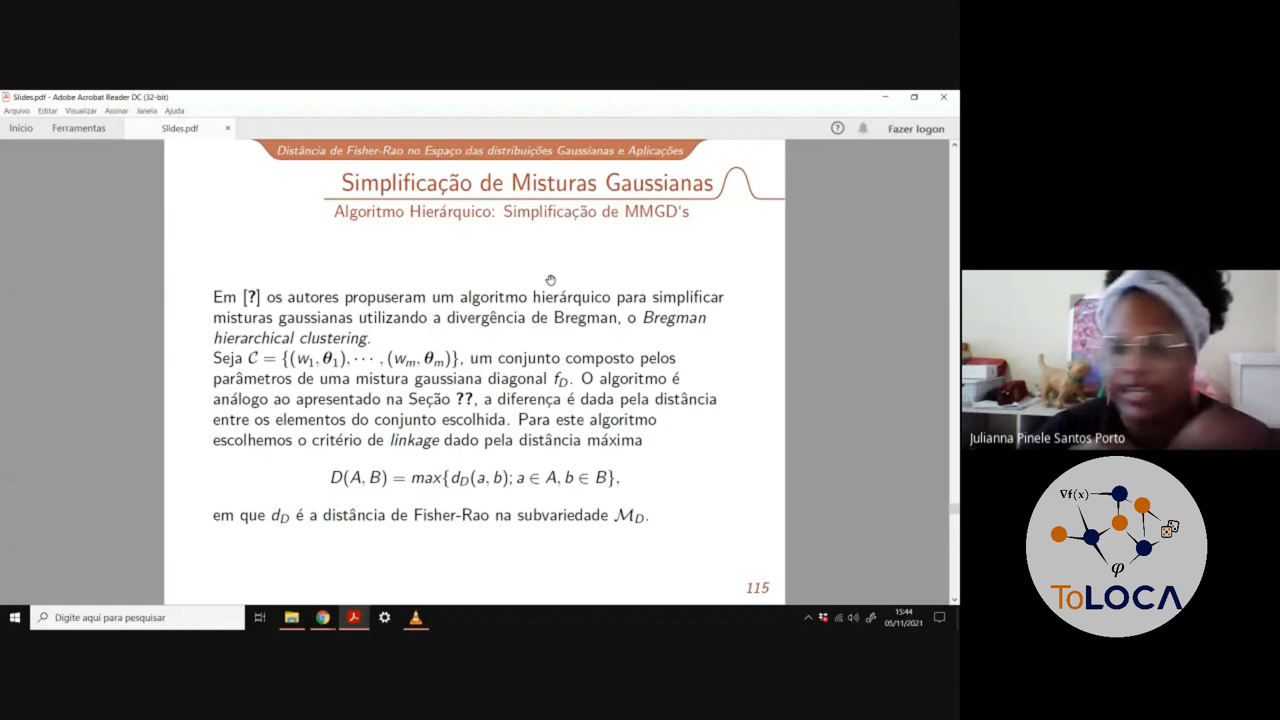 Slides.pdf - Adobe Acrobat Reader DC (32-bit)
Arquivo Editar Visualizar Assinar Janela Ajuda
Início Ferramentas Slides.pdf × ? Fazer logon
Distância de Fisher-Rao no Espaço das distribuições Gaussianas e Aplicações
Simplificação de Misturas Gaussianas
Algoritmo Hierárquico: Simplificação de MMGD‘s
Em [?] os autores propuseram um algoritmo hierárquico para simplificar
misturas gaussianas utilizando a divergência de Bregman, o Bregman
hierarchical clustering.
Seja C = {(w₁, θ₁), · · · , (wₘ, θₘ)}, um conjunto composto pelos
parâmetros de uma mistura gaussiana diagonal f_D. O algoritmo é
análogo ao apresentado na Seção ??, a diferença é dada pela distância
entre os elementos do conjunto escolhida. Para este algoritmo
escolhemos o critério de linkage dado pela distância máxima
D(A, B) = max{d_D(a, b); a ∈ A, b ∈ B},
em que d_D é a distância de Fisher-Rao na subvariedade M_D.
115
Digite aqui para pesquisar
15:44
05/11/2021
Julianna Pinele Santos Porto
∇f(x)
φ
ToLOCA